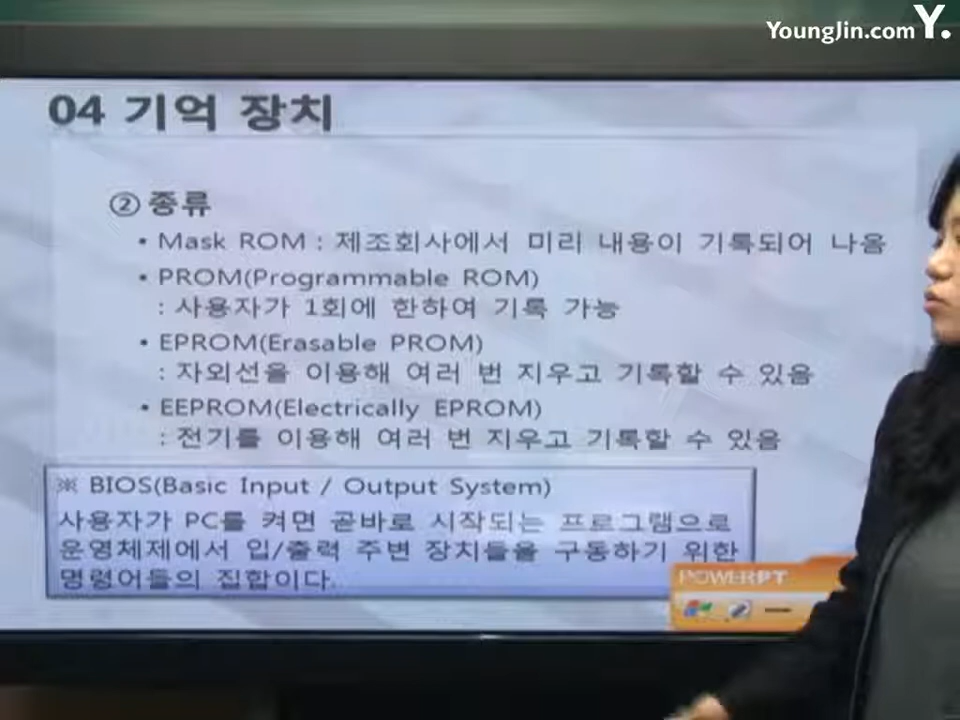 YoungJin.com Y.
04 기억 장치
② 종류
• Mask ROM : 제조회사에서 미리 내용이 기록되어 나옴
• PROM(Programmable ROM)
: 사용자가 1회에 한하여 기록 가능
• EPROM(Erasable PROM)
: 자외선을 이용해 여러 번 지우고 기록할 수 있음
• EEPROM(Electrically EPROM)
: 전기를 이용해 여러 번 지우고 기록할 수 있음
※ BIOS(Basic Input / Output System)
사용자가 PC를 켜면 곧바로 시작되는 프로그램으로
운영체제에서 입/출력 주변 장치들을 구동하기 위한
명령어들의 집합이다.
POWERPT